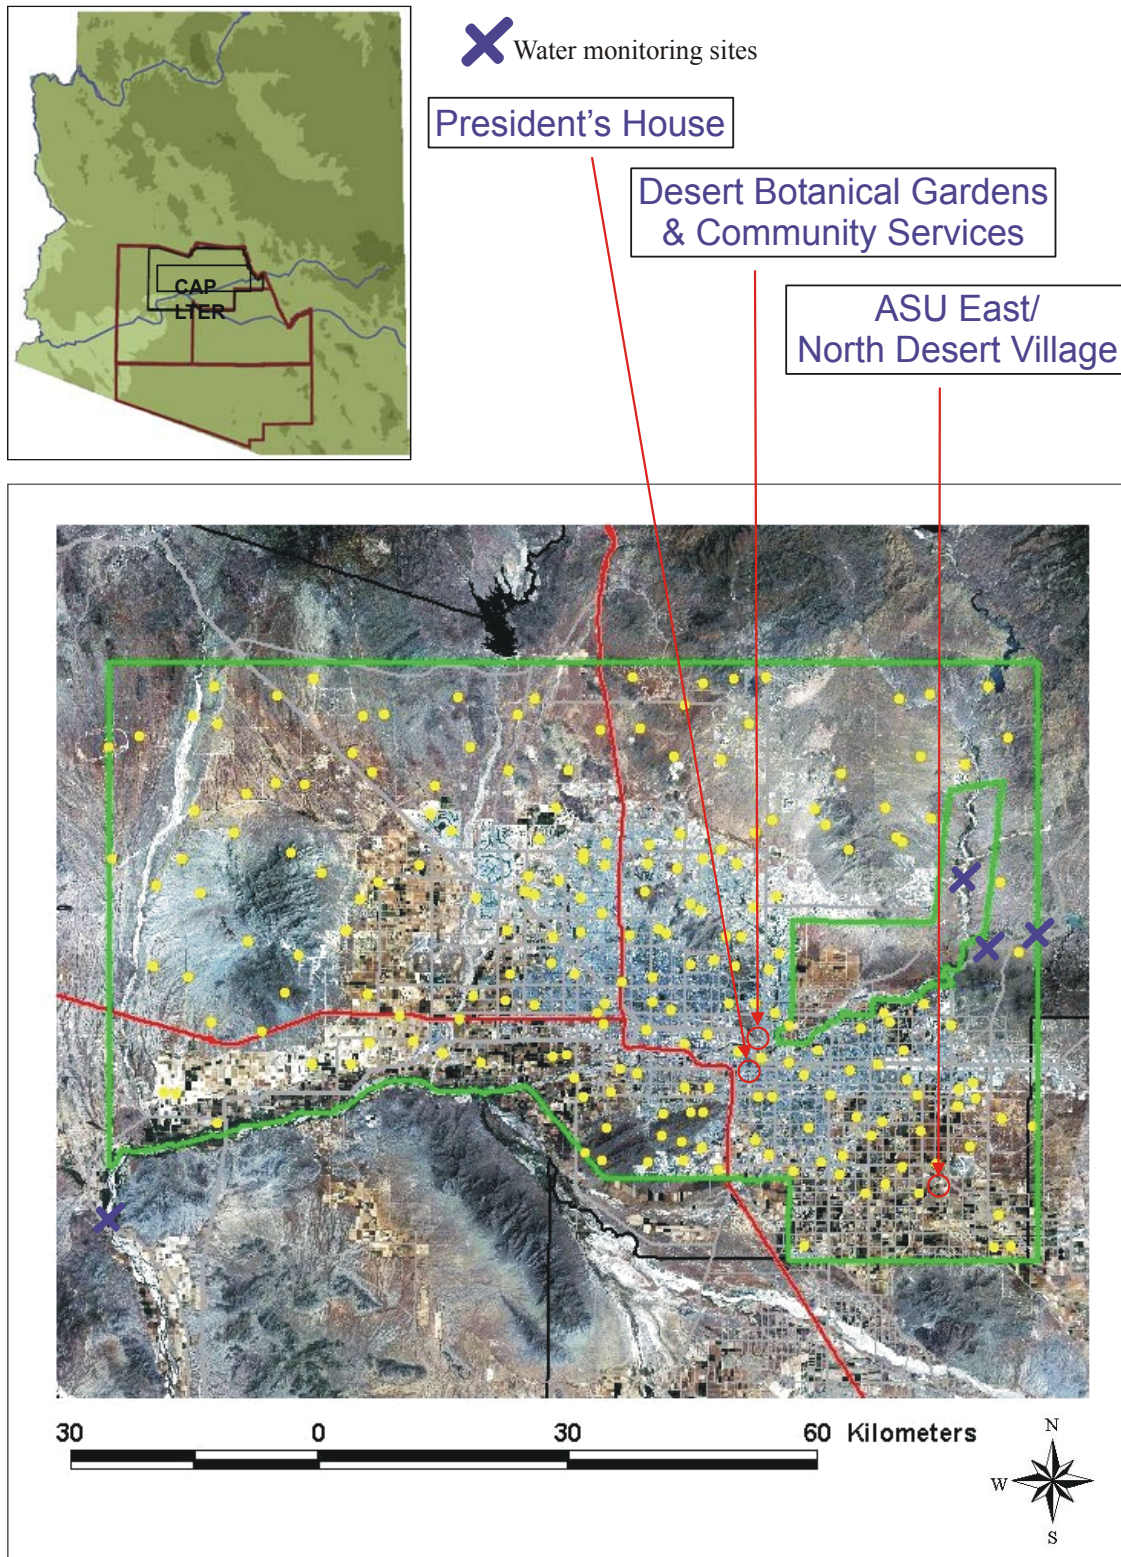 Water monitoring sites
President's House
Desert Botanical Gardens
& Community Services
ASU East/
North Desert Village
CAP
LTER
30 0 30 60 Kilometers
N
W
S